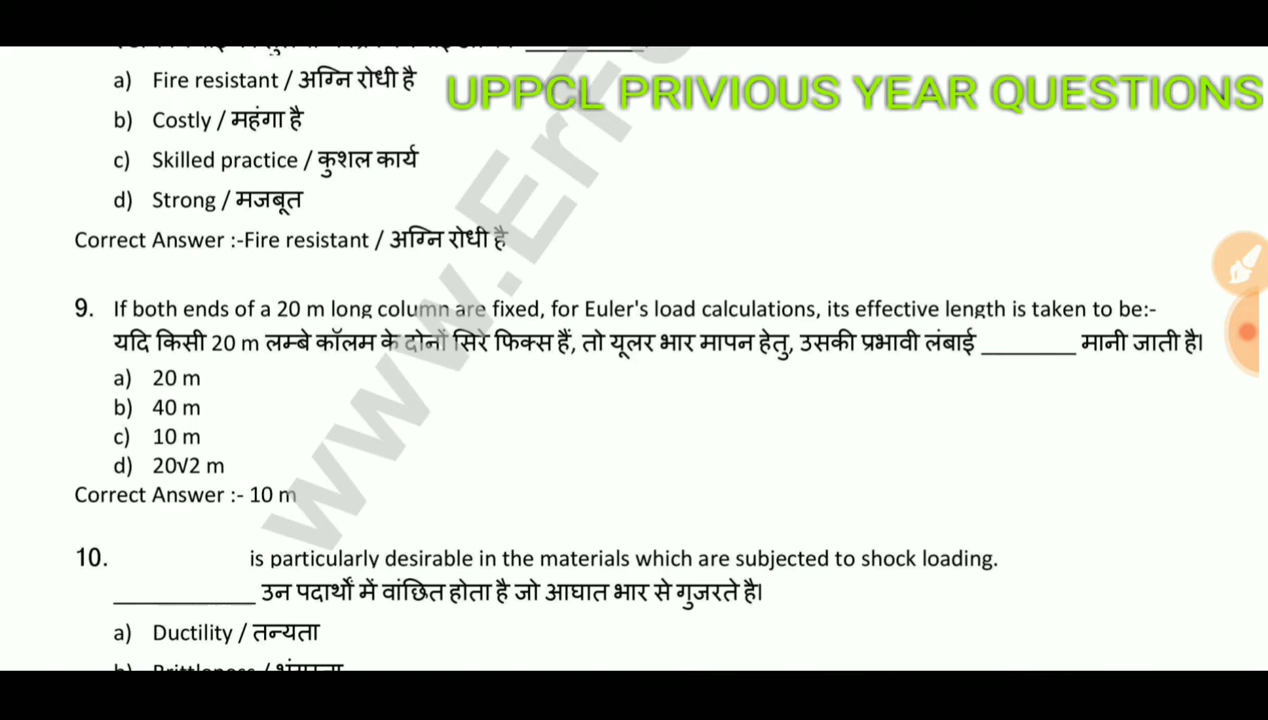 a) Fire resistant / अग्नि रोधी है
UPPCL PRIVIOUS YEAR QUESTIONS
b) Costly / महंगा है
c) Skilled practice / कुशल कार्य
d) Strong / मजबूत
Correct Answer :-Fire resistant / अग्नि रोधी है
9. If both ends of a 20 m long column are fixed, for Euler's load calculations, its effective length is taken to be:-
यदि किसी 20 m लम्बे कॉलम के दोनों सिरे फिक्स हैं, तो यूलर भार मापन हेतु, उसकी प्रभावी लंबाई ________ मानी जाती है।
a) 20 m
b) 40 m
c) 10 m
d) 20√2 m
Correct Answer :- 10 m
10. is particularly desirable in the materials which are subjected to shock loading.
____________ उन पदार्थों में वांछित होता है जो आघात भार से गुजरते है।
a) Ductility / तन्यता
b) Brittleness / भंगुरता
www.ErF